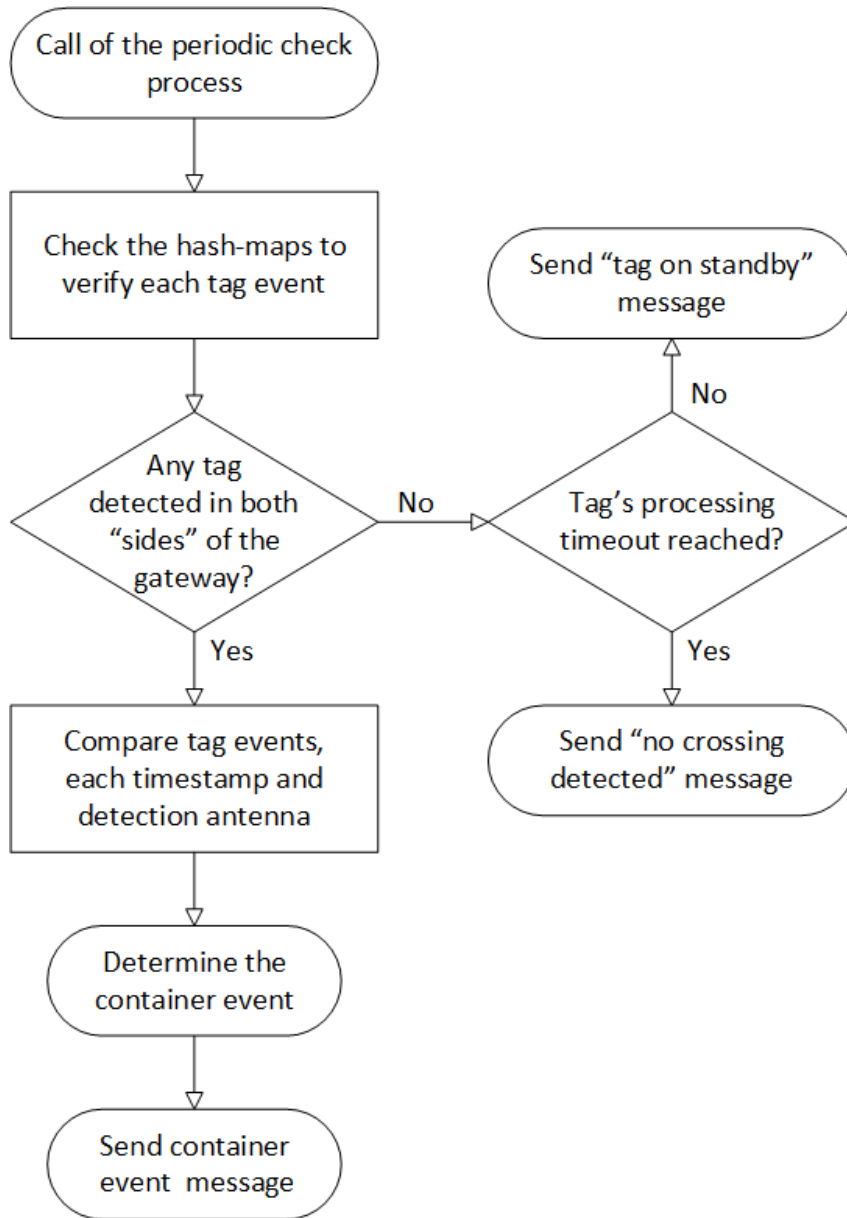 Call of the periodic check
process
Check the hash-maps to
verify each tag event
Send “tag on standby”
message
No
Any tag
detected in both
“sides” of the
gateway?
No
Tag’s processing
timeout reached?
Yes
Yes
Compare tag events,
each timestamp and
detection antenna
Send “no crossing
detected” message
Determine the
container event
Send container
event message